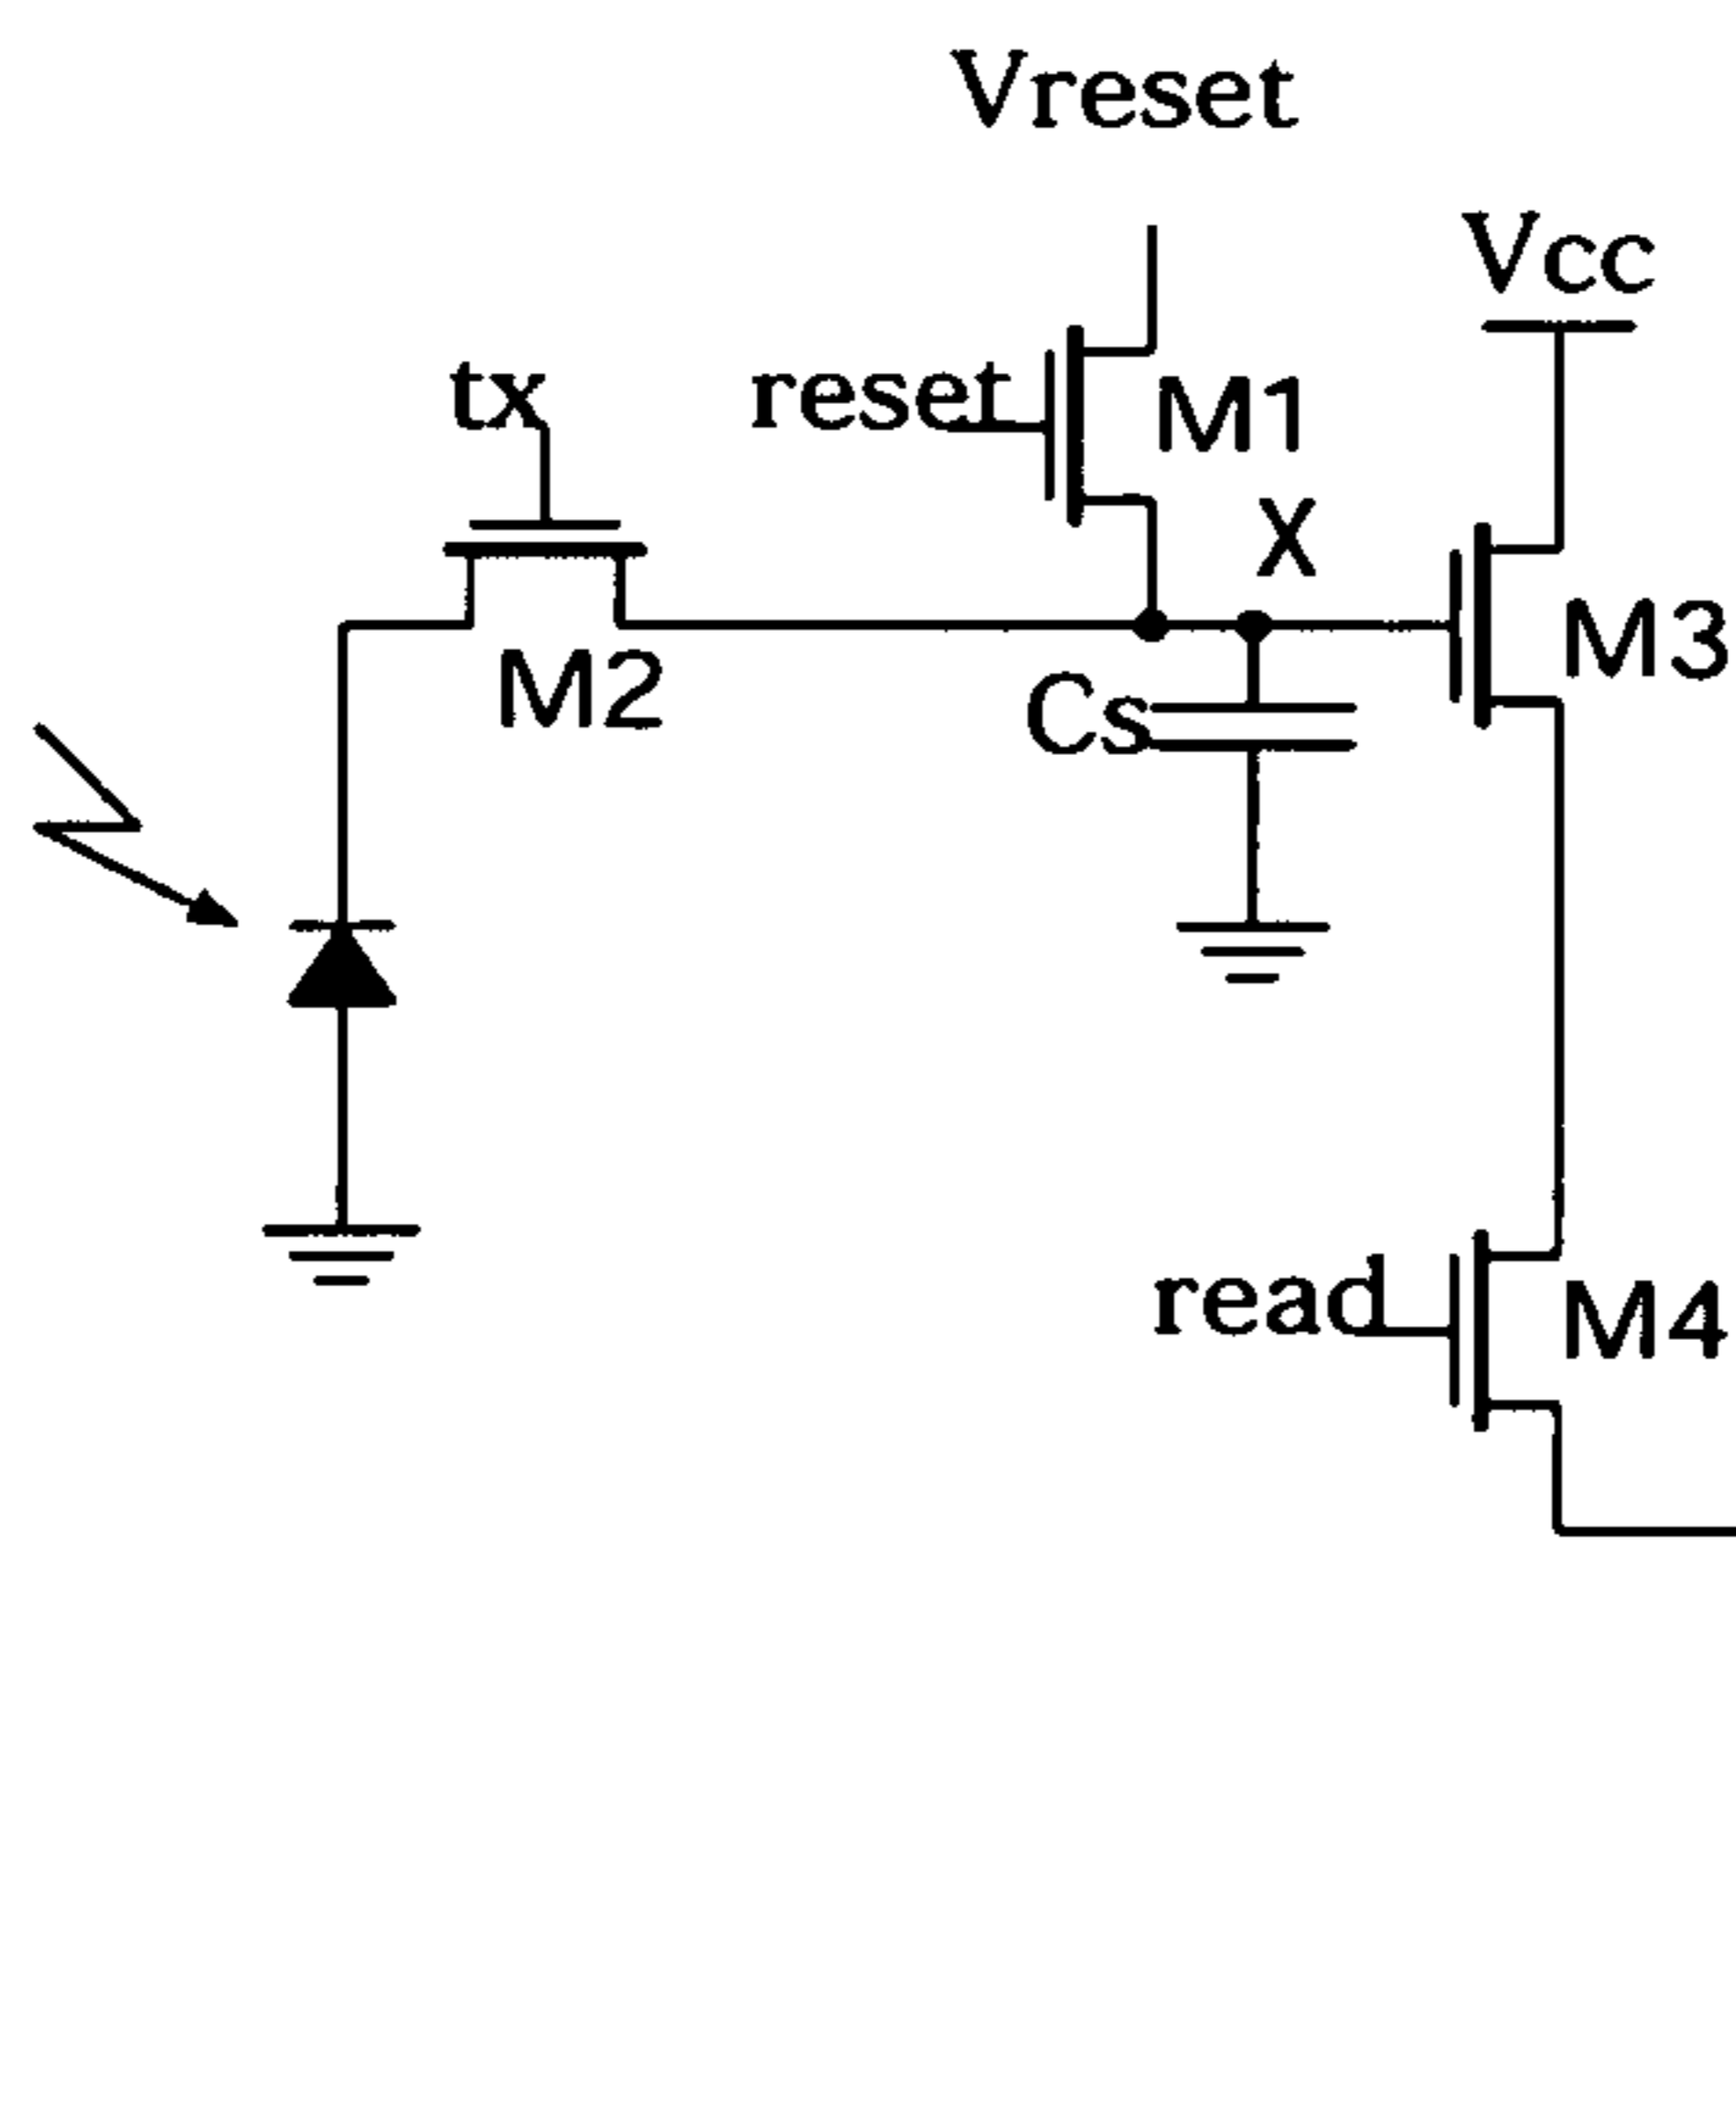 Vreset
Vcc
tx
reset
M1
X
M3
M2
Cs
read
M4